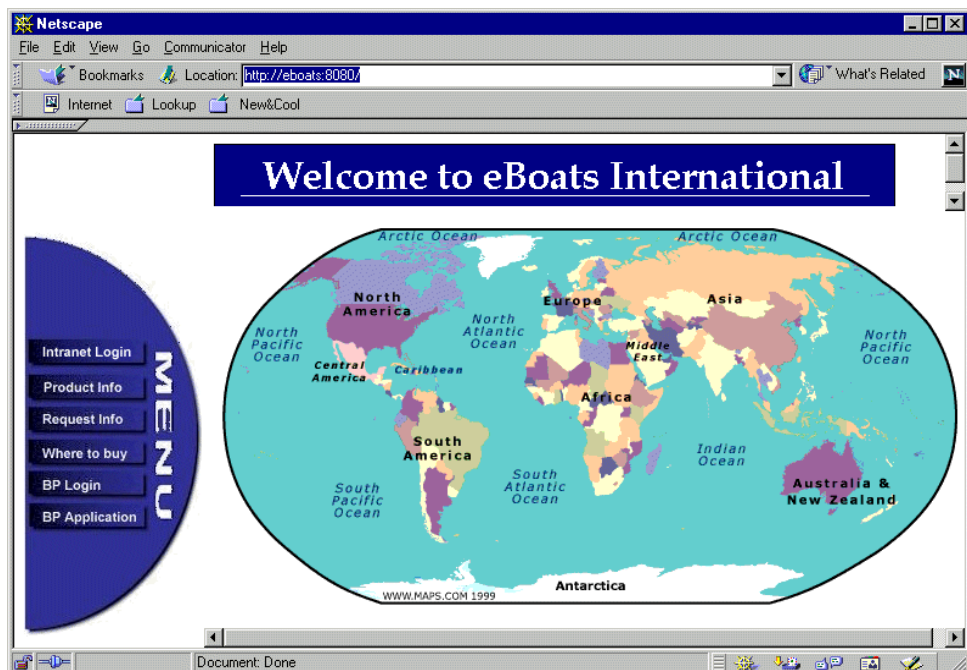 Netscape
File Edit View Go Communicator Help
Bookmarks Location: http://eboats:8080/ What's Related N
Internet Lookup New&Cool
Welcome to eBoats International
MENU
Intranet Login
Product Info
Request Info
Where to buy
BP Login
BP Application
Arctic Ocean
Arctic Ocean
North
America
Europe
Asia
North
Pacific
Ocean
North
Atlantic
Ocean
Middle
East
North
Pacific
Ocean
Central
America
Caribbean
Africa
South
America
Indian
Ocean
South
Pacific
Ocean
South
Atlantic
Ocean
Australia &
New Zealand
Antarctica
WWW.MAPS.COM 1999
Document: Done